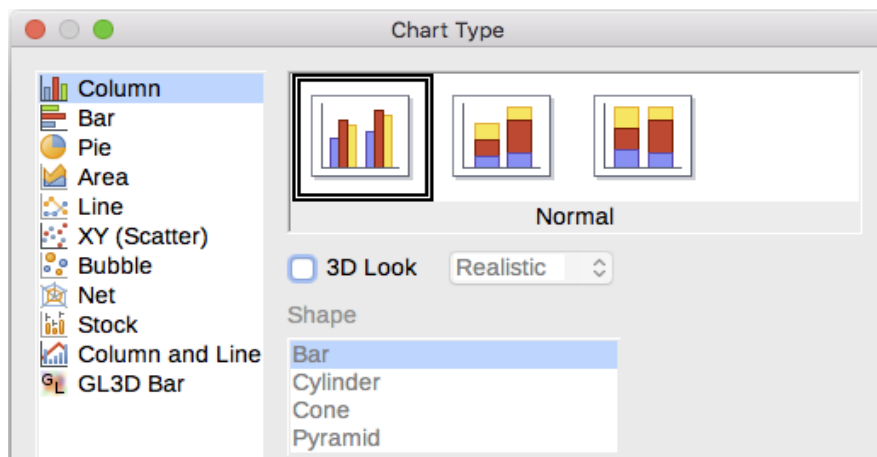 Chart Type
Column
Bar
Pie
Area
Line
XY (Scatter)
Bubble
Net
Stock
Column and Line
GL GL3D Bar
Normal
3D Look
Realistic
Shape
Bar
Cylinder
Cone
Pyramid